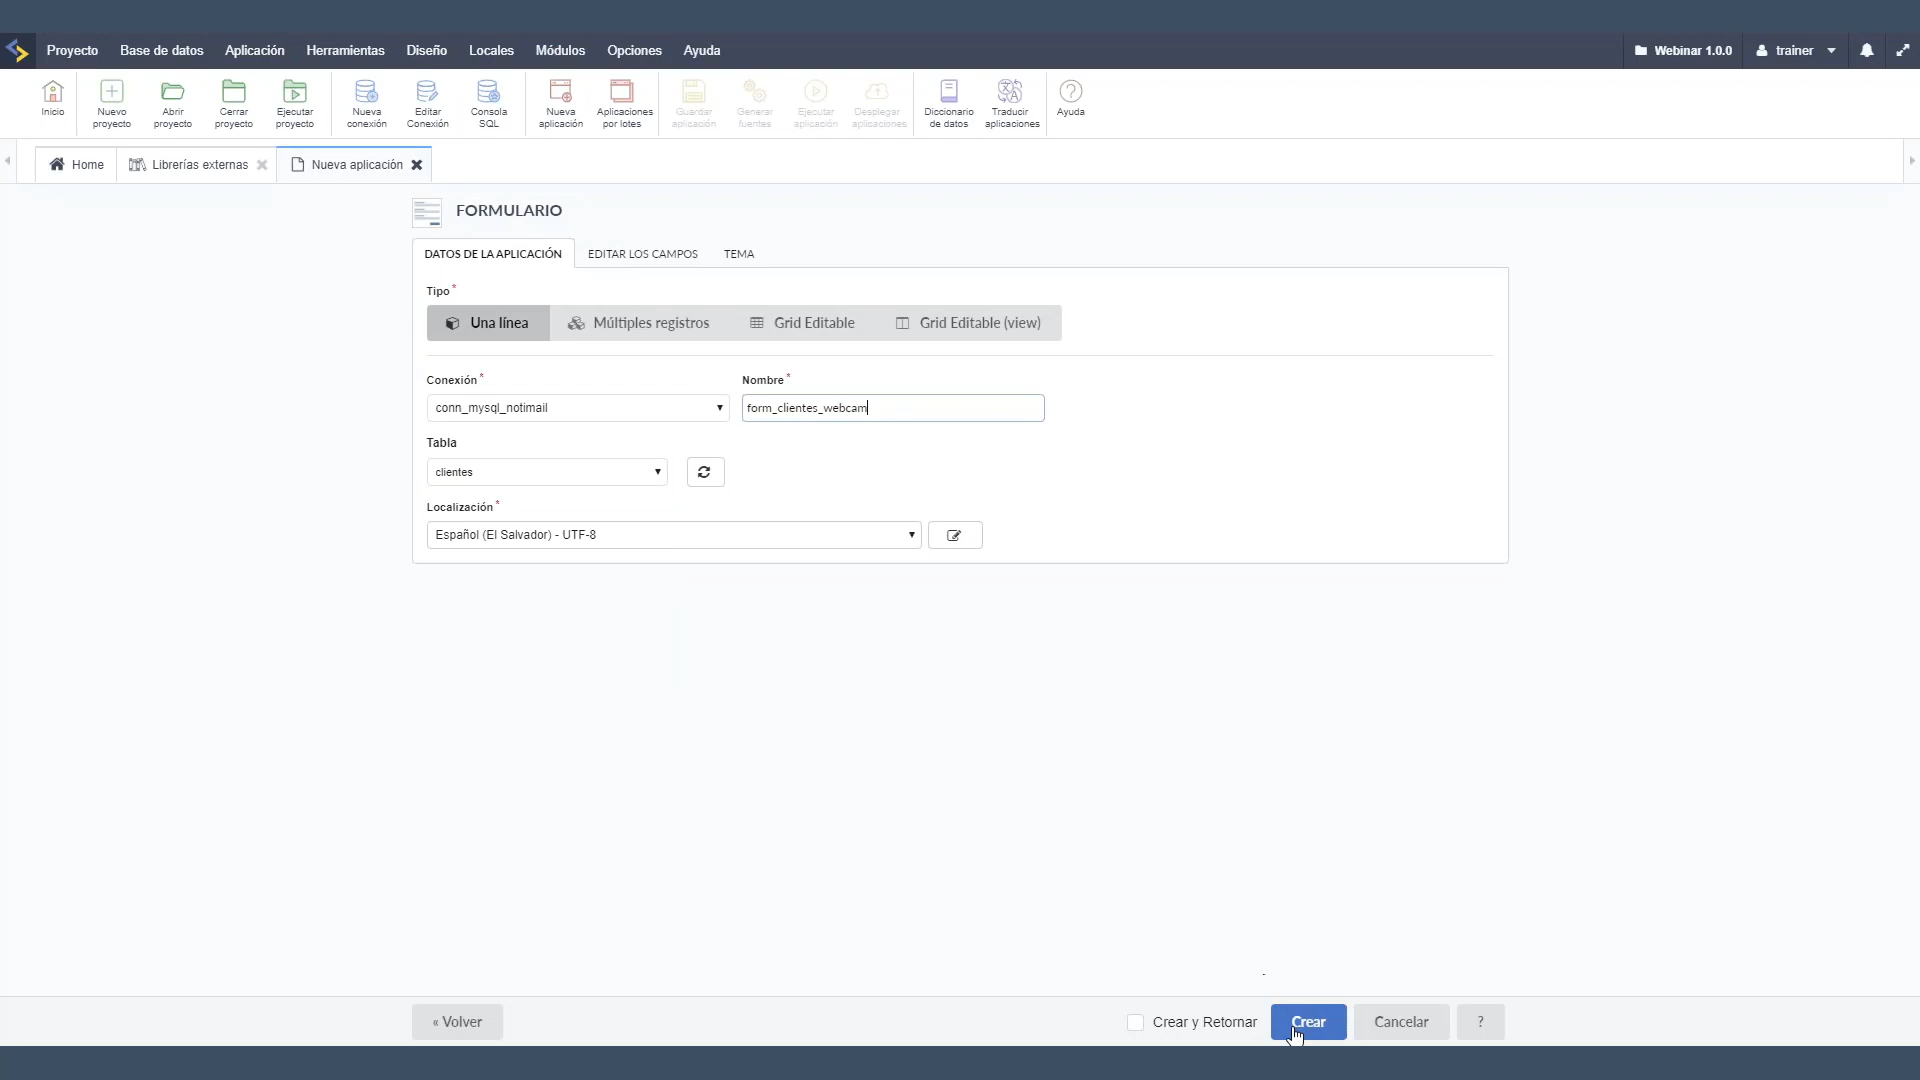 Proyecto Base de datos Aplicación Herramientas Diseño Locales Módulos Opciones Ayuda Webinar 1.0.0 trainer
Inicio Nuevo proyecto Abrir proyecto Cerrar proyecto Ejecutar proyecto Nueva conexión Editar Conexión Consola SQL Nueva aplicación Aplicaciones por lotes Guardar aplicación Generar fuentes Ejecutar aplicación Desplegar aplicaciones Diccionario de datos Traducir aplicaciones Ayuda
Home Librerías externas Nueva aplicación
FORMULARIO
DATOS DE LA APLICACIÓN EDITAR LOS CAMPOS TEMA
Tipo *
Una línea Múltiples registros Grid Editable Grid Editable (view)
Conexión * Nombre *
conn_mysql_notimail form_clientes_webcam
Tabla
clientes
Localización *
Español (El Salvador) - UTF-8
« Volver Crear y Retornar Crear Cancelar ?